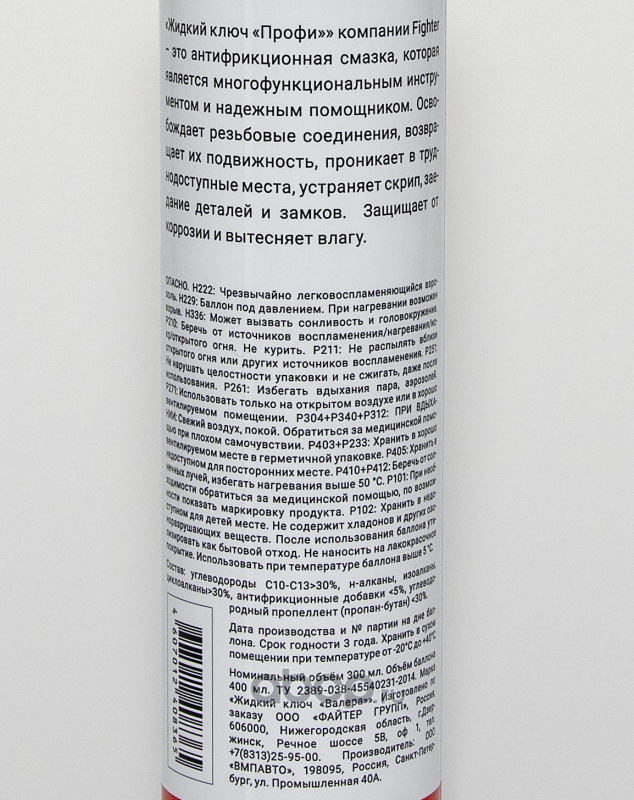 «Жидкий ключ «Профи»» компании Fighter
- это антифрикционная смазка, которая
является многофункциональным инстру-
ментом и надежным помощником. Осво-
бождает резьбовые соединения, возвра-
щает их подвижность, проникает в труд-
нодоступные места, устраняет скрип, зае-
дание деталей и замков. Защищает от
коррозии и вытесняет влагу.
ОПАСНО. H222: Чрезвычайно легковоспламеняющийся аэро-
золь. H229: Баллон под давлением. При нагревании возможен
взрыв. H336: Может вызвать сонливость и головокружение.
P210: Беречь от источников воспламенения/нагревания/ис-
кр/открытого огня. Не курить. P211: Не распылять вблизи
открытого огня или других источников воспламенения. P251:
Не нарушать целостности упаковки и не сжигать, даже после
использования. P261: Избегать вдыхания пара, аэрозолей.
P271: Использовать только на открытом воздухе или в хорошо
вентилируемом помещении. P304+P340+P312: ПРИ ВДЫХА-
НИИ: Свежий воздух, покой. Обратиться за медицинской помо-
щью при плохом самочувствии. P403+P233: Хранить в хорошо
вентилируемом месте в герметичной упаковке. P405: Хранить в
недоступном для посторонних месте. P410+P412: Беречь от сол-
нечных лучей, избегать нагревания выше 50 °C. P101: При необ-
ходимости обратиться за медицинской помощью, по возмож-
ности показать маркировку продукта. P102: Хранить в недо-
ступном для детей месте. Не содержит хладонов и других озо-
норазрушающих веществ. После использования баллона ути-
лизировать как бытовой отход. Не наносить на лакокрасочное
покрытие. Использовать при температуре баллона выше 5 °C.
Состав: углеводороды C10-C13>30%, н-алканы, изоалканы,
циклоалканы>30%, антифрикционные добавки <5%, углеводо-
родный пропеллент (пропан-бутан) <30%.
Дата производства и № партии на дне бал-
лона. Срок годности 3 года. Хранить в сухом
помещении при температуре от -20°C до +40°C.
Номинальный объём 300 мл. Объём баллона
400 мл. ТУ 2389-038-45540231-2014. Марка
«Жидкий ключ «Валера»». Изготовлено по
заказу ООО «ФАЙТЕР ГРУПП», Россия,
606000, Нижегородская область, г.Дзер-
жинск, Речное шоссе 5В, оф 1, тел.
+7(8313)25-95-00. Производитель: ООО
«ВМПАВТО», 198095, Россия, Санкт-Петер-
бург, ул. Промышленная 40А.
4 607012 408365